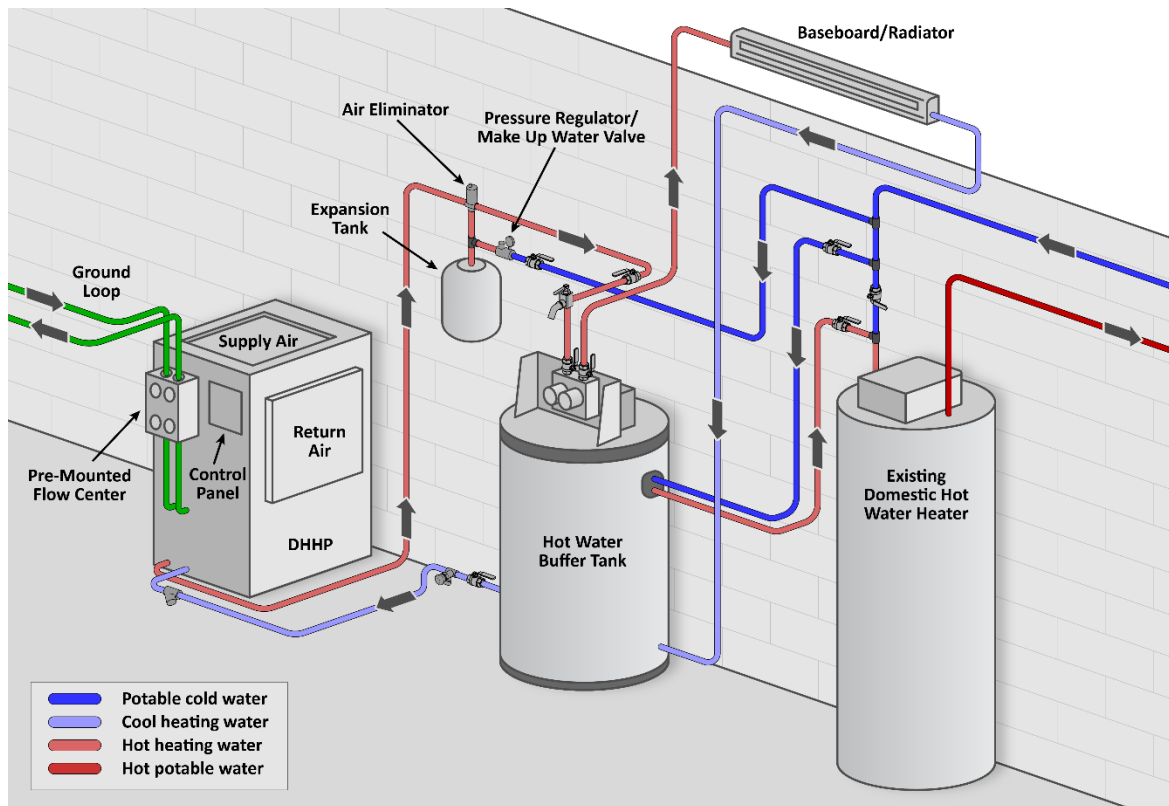 Baseboard/Radiator
Air Eliminator
Pressure Regulator/
Make Up Water Valve
Expansion
Tank
Ground
Loop
Supply Air
Return
Air
Pre-Mounted
Flow Center
Control
Panel
DHHP
Hot Water
Buffer Tank
Existing
Domestic Hot
Water Heater
Potable cold water
Cool heating water
Hot heating water
Hot potable water